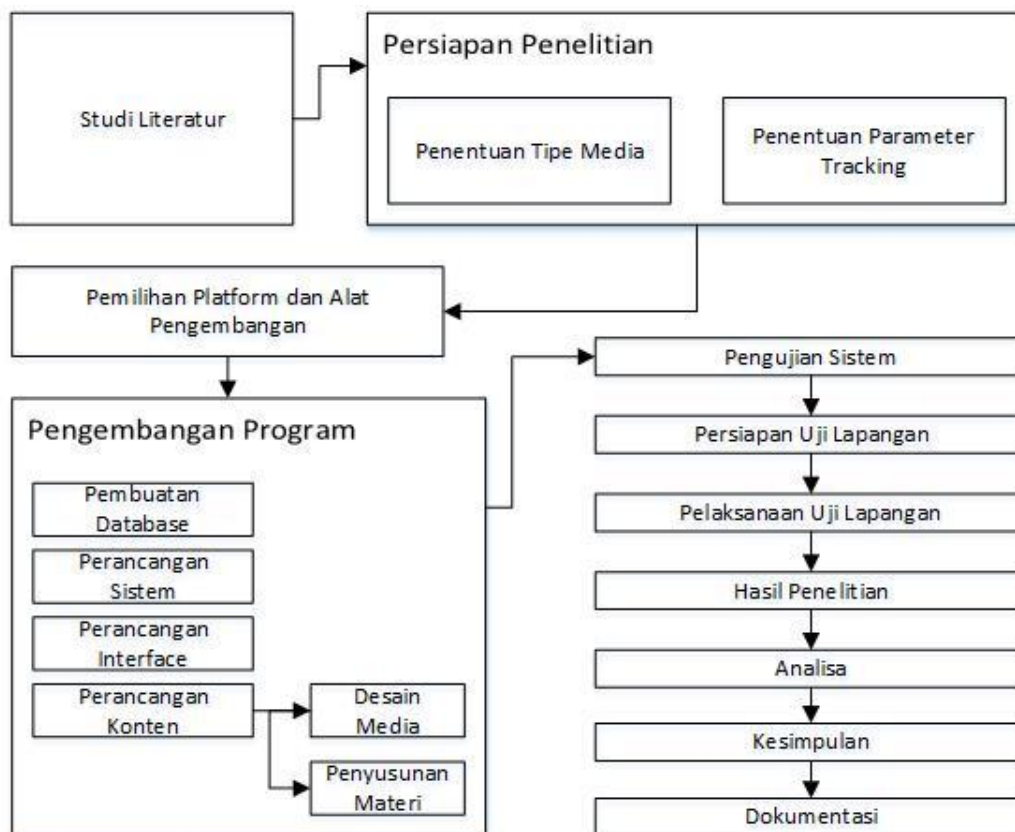 Studi Literatur
Persiapan Penelitian
Penentuan Tipe Media
Penentuan Parameter
Tracking
Pemilihan Platform dan Alat
Pengembangan
Pengembangan Program
Pembuatan
Database
Perancangan
Sistem
Perancangan
Interface
Perancangan
Konten
Desain
Media
Penyusunan
Materi
Pengujian Sistem
Persiapan Uji Lapangan
Pelaksanaan Uji Lapangan
Hasil Penelitian
Analisa
Kesimpulan
Dokumentasi